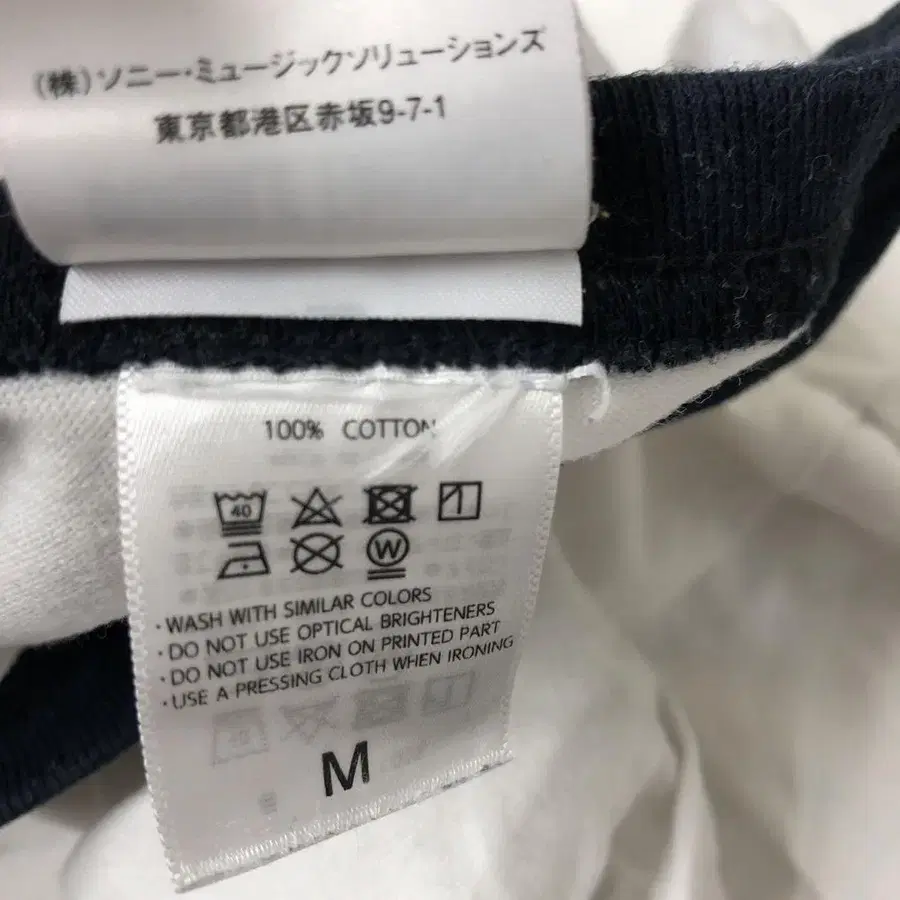 (株)ソニー・ミュージックソリューションズ
東京都港区赤坂9-7-1
100% COTTON
40
W
・WASH WITH SIMILAR COLORS
・DO NOT USE OPTICAL BRIGHTENERS
・DO NOT USE IRON ON PRINTED PART
・USE A PRESSING CLOTH WHEN IRONING
M